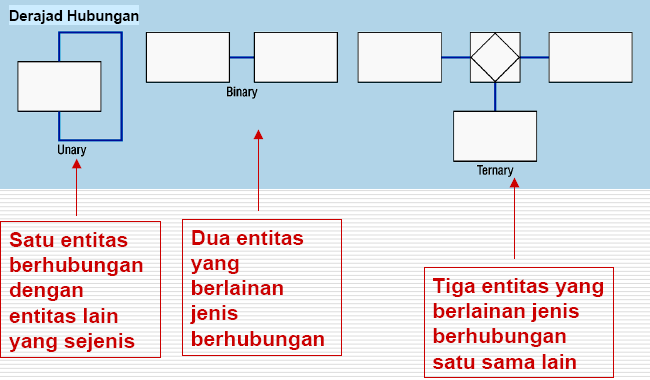 Derajad Hubungan
Unary
Binary
Ternary
Satu entitas
berhubungan
dengan
entitas lain
yang sejenis
Dua entitas
yang
berlainan
jenis
berhubungan
Tiga entitas yang
berlainan jenis
berhubungan
satu sama lain